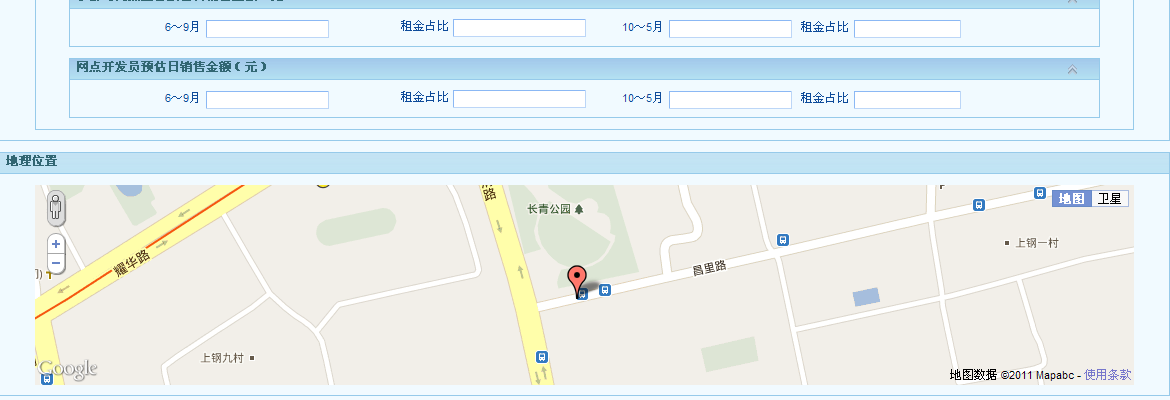 6～9月 租金占比 10～5月 租金占比
网点开发员预估日销售金额（元）
6～9月 租金占比 10～5月 租金占比
地理位置
路
长青公园
地图 卫星
上钢一村
耀华路
昌里路
上钢九村
Google
地图数据 ©2011 Mapabc - 使用条款